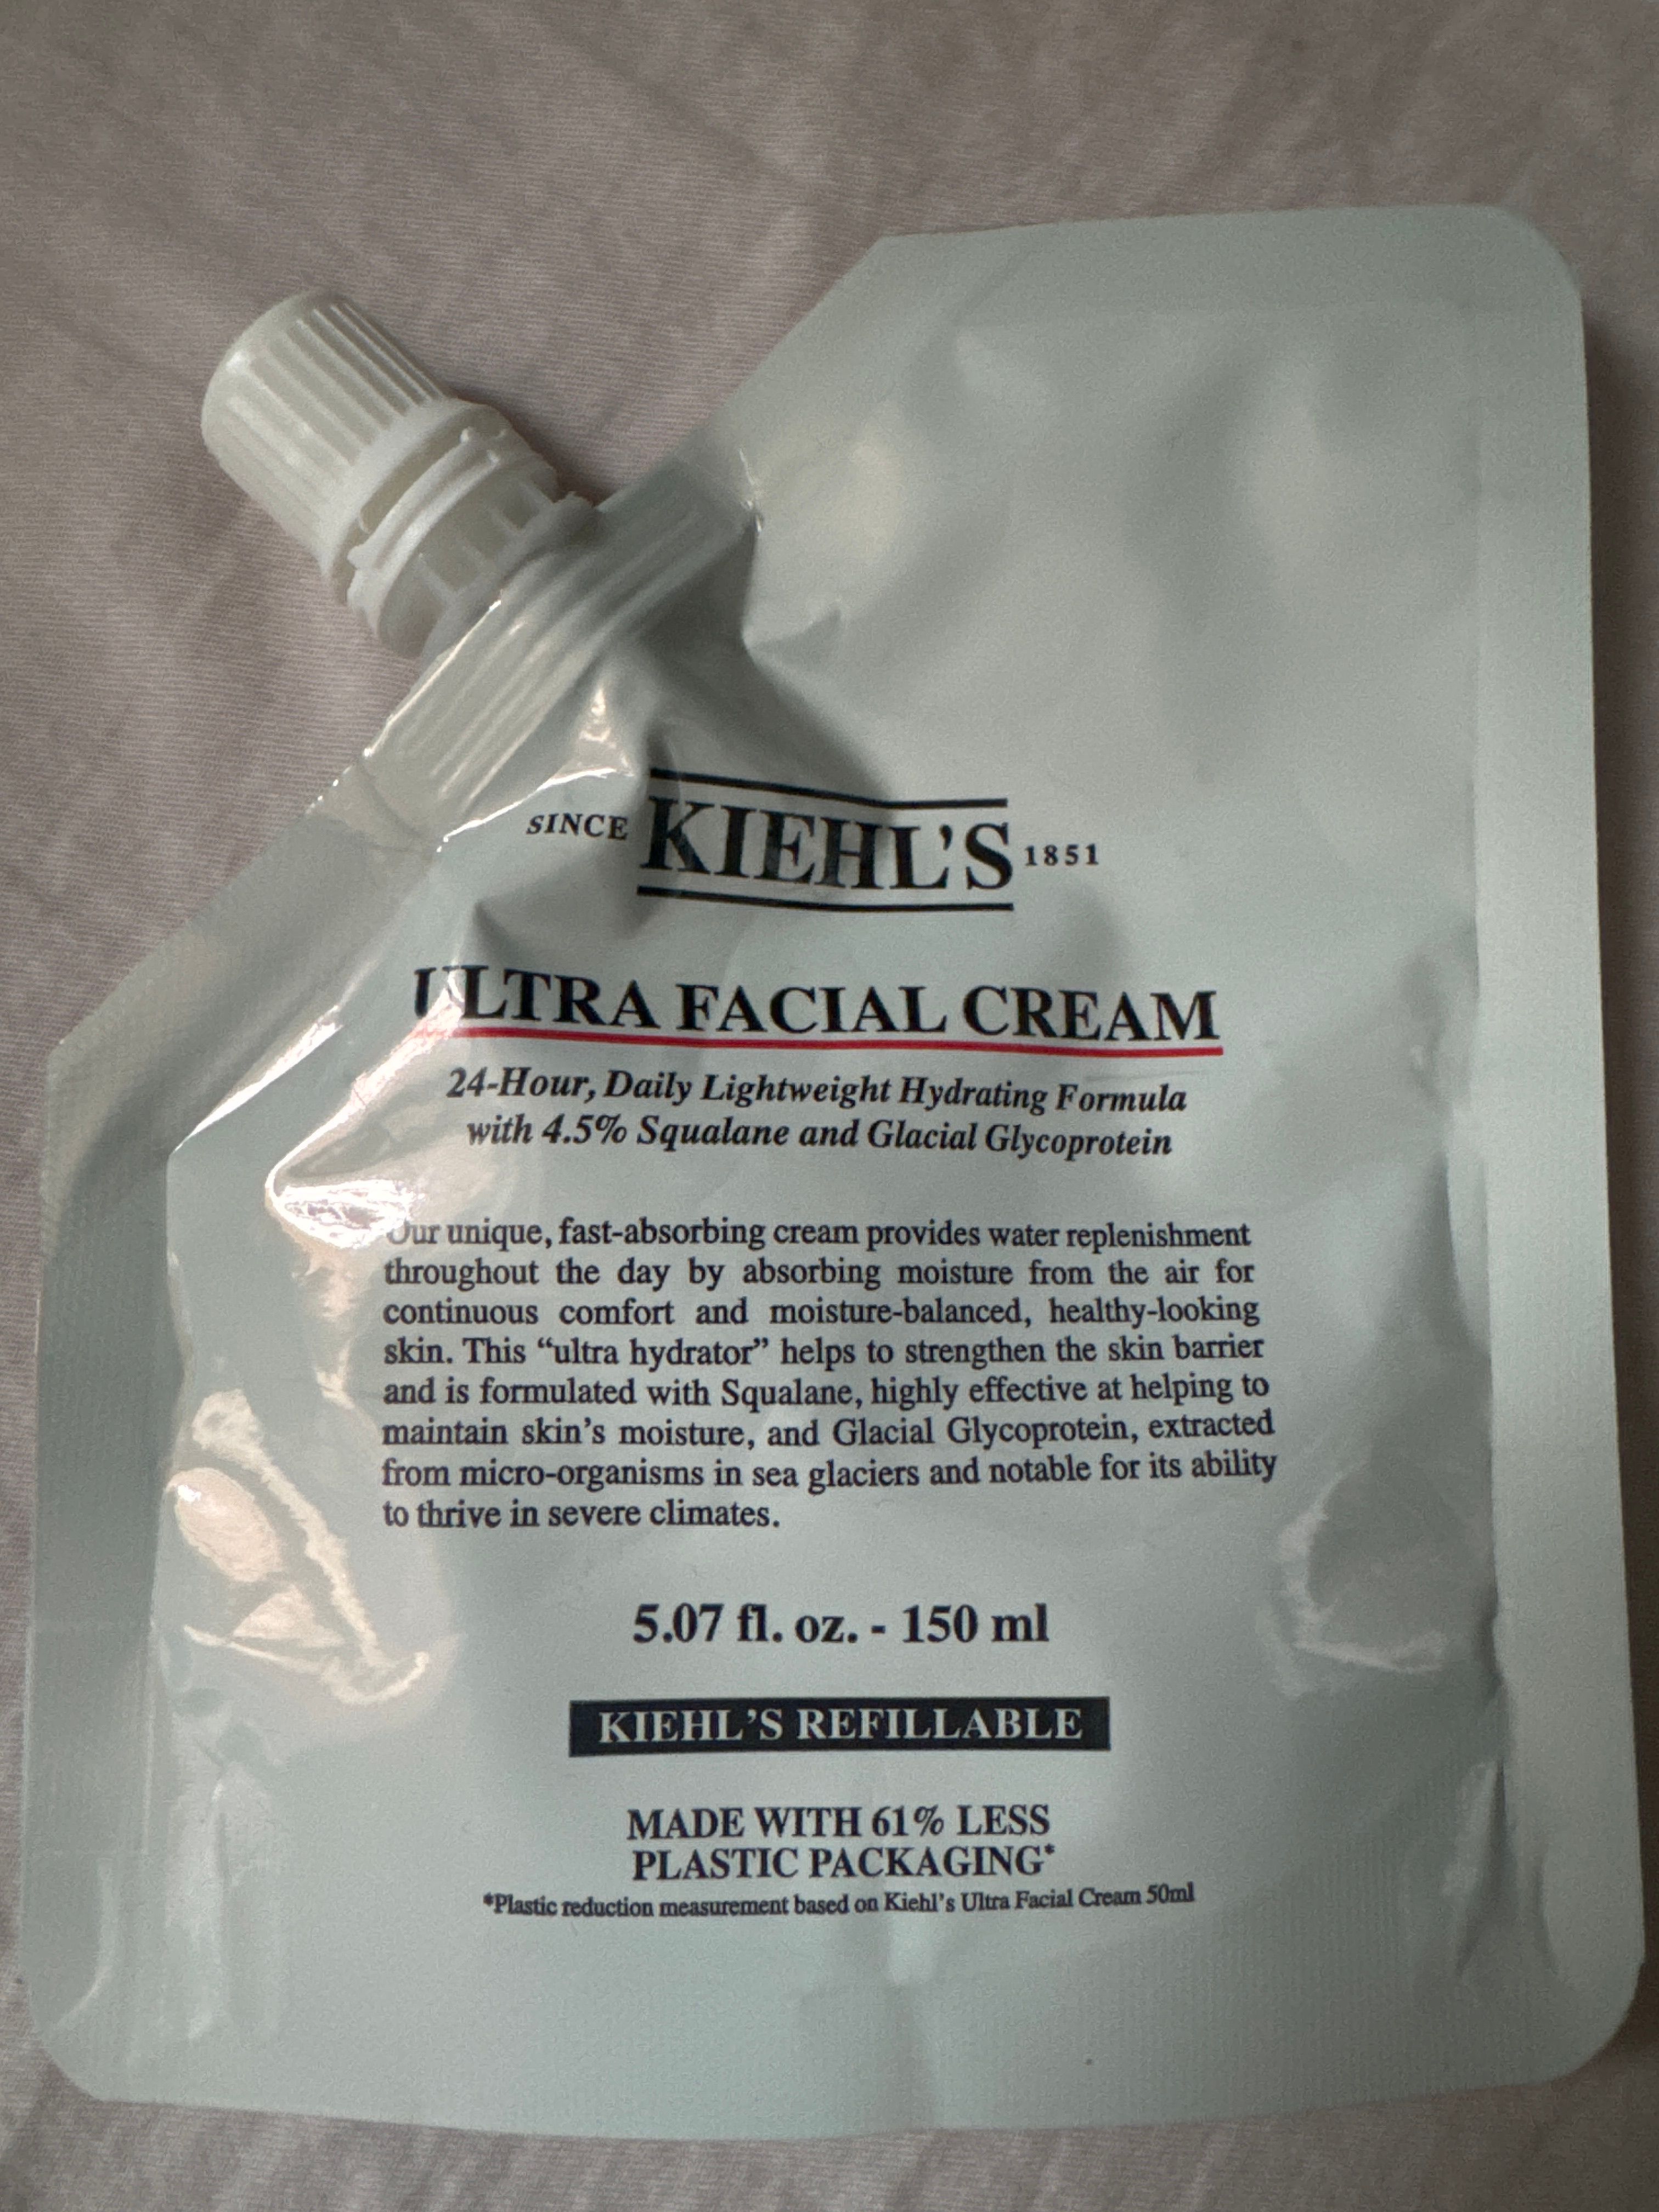 SINCE KIEHL'S 1851
ULTRA FACIAL CREAM
24-Hour, Daily Lightweight Hydrating Formula
with 4.5% Squalane and Glacial Glycoprotein
Our unique, fast-absorbing cream provides water replenishment
throughout the day by absorbing moisture from the air for
continuous comfort and moisture-balanced, healthy-looking
skin. This “ultra hydrator” helps to strengthen the skin barrier
and is formulated with Squalane, highly effective at helping to
maintain skin's moisture, and Glacial Glycoprotein, extracted
from micro-organisms in sea glaciers and notable for its ability
to thrive in severe climates.
5.07 fl. oz. - 150 ml
KIEHL'S REFILLABLE
MADE WITH 61% LESS
PLASTIC PACKAGING*
*Plastic reduction measurement based on Kiehl's Ultra Facial Cream 50ml